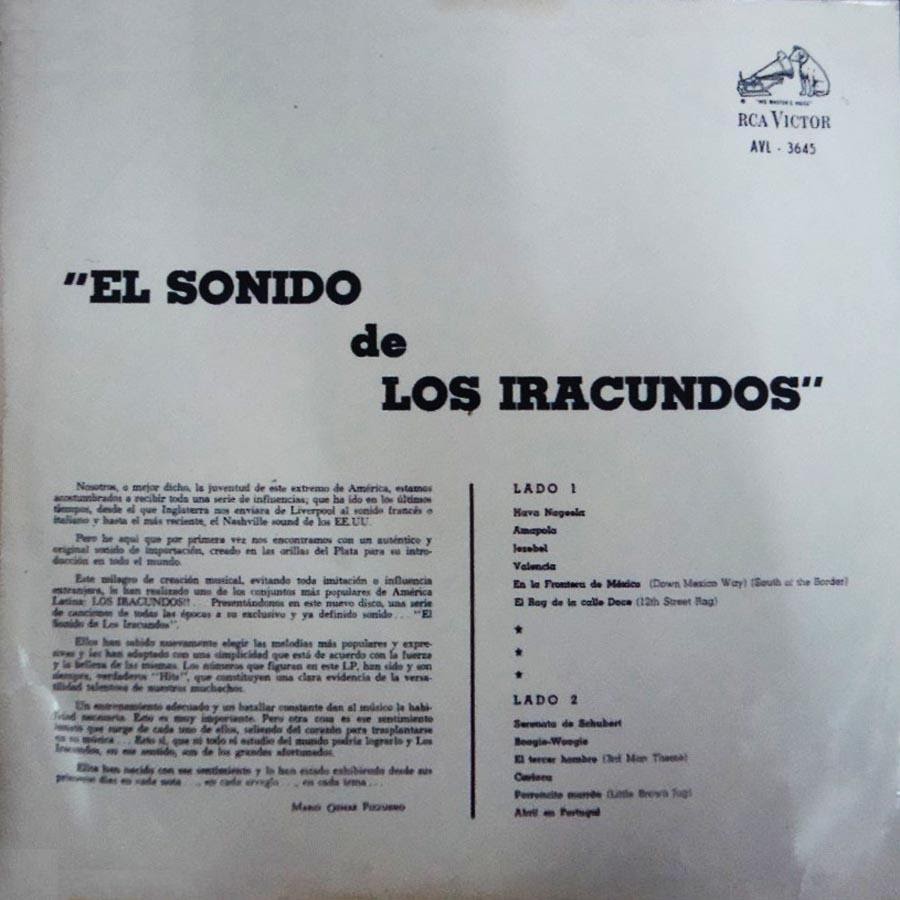 "HIS MASTER'S VOICE"
RCA VICTOR
AVL - 3645
"EL SONIDO
de
LOS IRACUNDOS"
Nosotros, o mejor dicho, la juventud de este extremo de América, estamos
acostumbrados a recibir toda una serie de influencias; que ha ido en los últimos
tiempos, desde el que Inglaterra nos enviara de Liverpool al sonido francés o
italiano y hasta el más reciente, el Nashville sound de los EE.UU.
Pero he aquí que por primera vez nos encontramos con un auténtico y
original sonido de importación, creado en las orillas del Plata para su intro-
ducción en todo el mundo.
Este milagro de creación musical, evitando toda imitación o influencia
extranjera, lo han realizado uno de los conjuntos más populares de América
Latina: LOS IRACUNDOS!! . . . Presentándonos en este nuevo disco, una serie
de canciones de todas las épocas a su exclusivo y ya definido sonido . . . "El
Sonido de Los Iracundos".
Ellos han sabido nuevamente elegir las melodías más populares y expre-
sivas y las han adaptado con una simplicidad que está de acuerdo con la fuerza
y la belleza de las mismas. Los números que figuran en este LP, han sido y son
siempre, verdaderos "Hits", que constituyen una clara evidencia de la versa-
tilidad talentosa de nuestros muchachos.
Un entrenamiento adecuado y un batallar constante dan al músico la habi-
lidad necesaria. Esto es muy importante. Pero otra cosa es ese sentimiento
innato que surge de cada uno de ellos, saliendo del corazón para trasplantarse
en su música . . . Esto sí, que ni todo el estudio del mundo podría lograrlo y Los
Iracundos, en ese sentido, son de los grandes afortunados.
Ellos han nacido con ese sentimiento y lo han estado exhibiendo desde sus
primeros días en cada nota . . . , en cada arreglo . . . , en cada tema . . .
MARIO
LADO 1
Hava Nageela
Amapola
Jezebel
Valencia
En la Frontera de México (Down Mexico Way) (South of the Border)
El Rag de la calle Doce (12th Street Rag)
LADO 2
Serenata de Schubert
Boogie-Woogie
El tercer hombre (3rd Man Theme)
Carioca
Porroncito marrón (Little Brown Jug)
Abril en Portugal